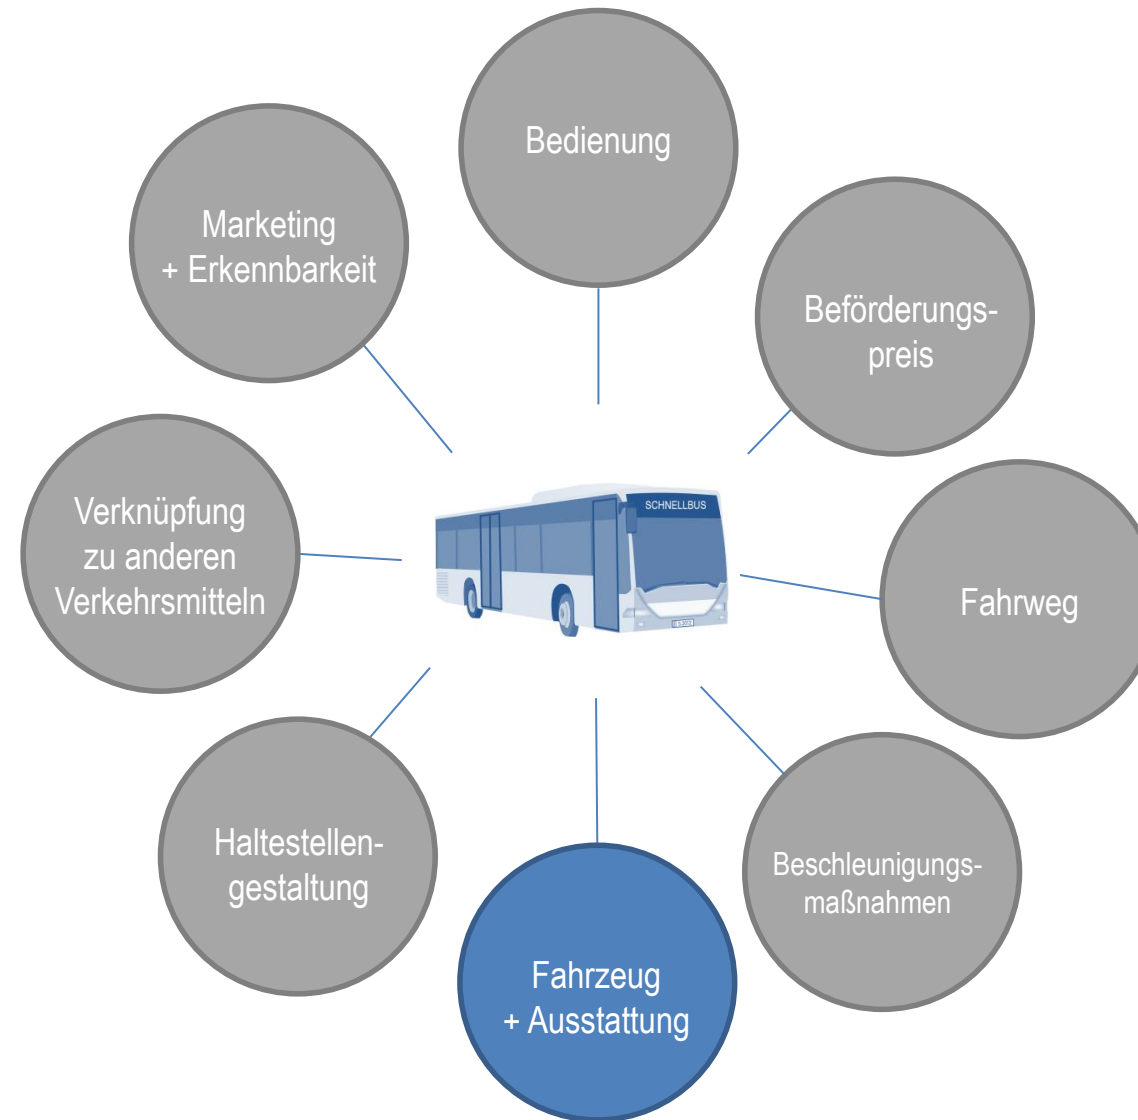 Bedienung
Marketing
+ Erkennbarkeit
Beförderungs-
preis
Verknüpfung
zu anderen
Verkehrsmitteln
SCHNELLBUS
Fahrweg
Haltestellen-
gestaltung
Beschleunigungs-
maßnahmen
Fahrzeug
+ Ausstattung